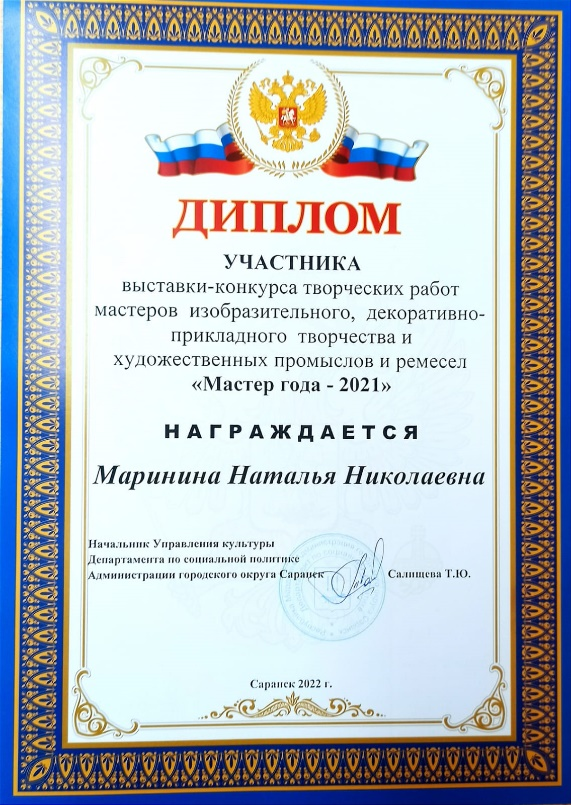 ДИПЛОМ
УЧАСТНИКА
выставки-конкурса творческих работ
мастеров изобразительного, декоративно-
прикладного творчества и
художественных промыслов и ремесел
«Мастер года - 2021»
НАГРАЖДАЕТСЯ
Маринина Наталья Николаевна
Начальник Управления культуры
Департамента по социальной политике
Администрации городского округа Саранск Салищева Т.Ю.
Саранск 2022 г.